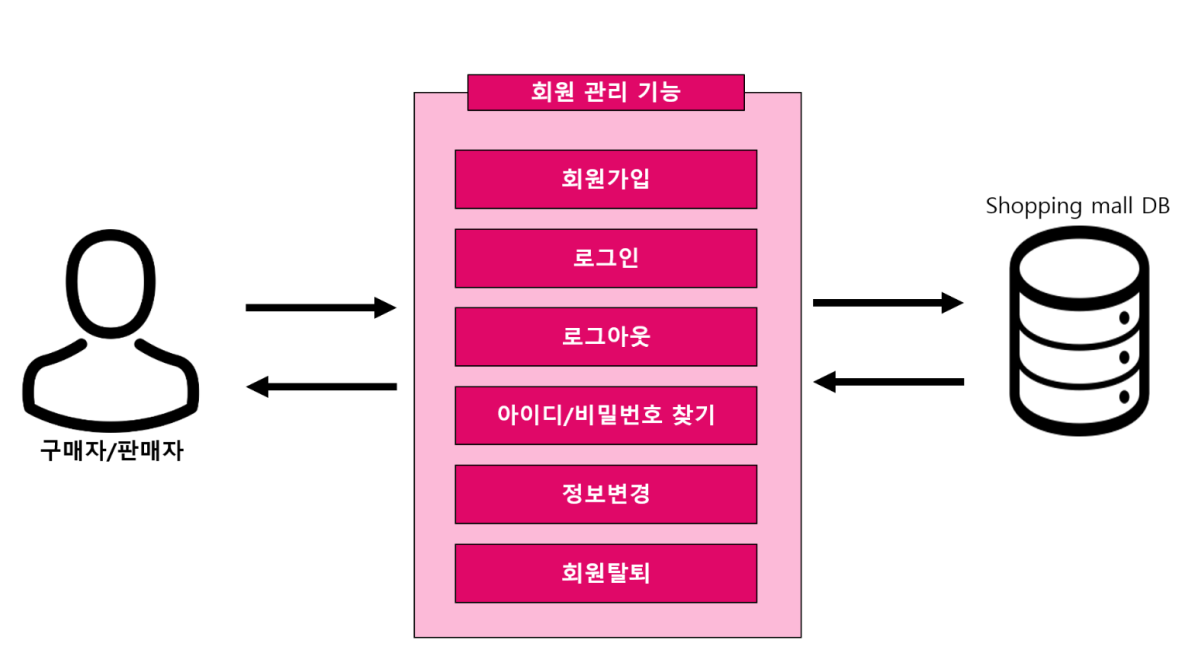 회원 관리 기능
회원가입
로그인
로그아웃
아이디/비밀번호 찾기
정보변경
회원탈퇴
구매자/판매자
Shopping mall DB